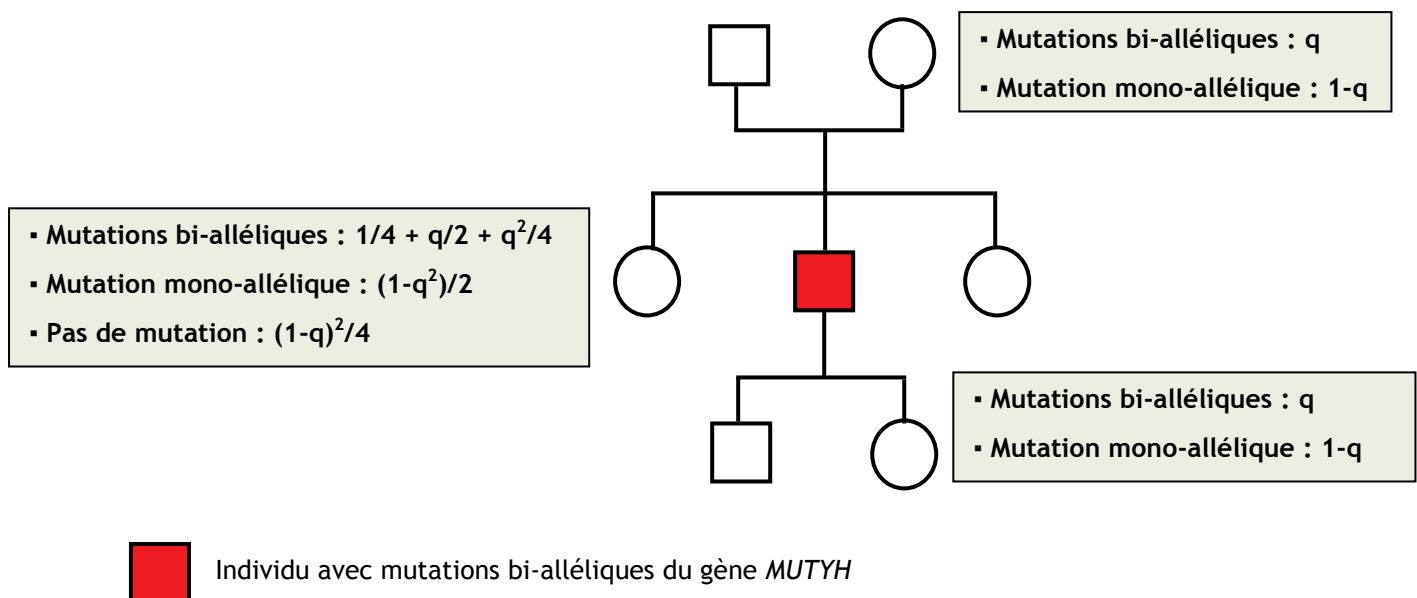 ▪ Mutations bi-alléliques : q
▪ Mutation mono-allélique : 1-q
▪ Mutations bi-alléliques : 1/4 + q/2 + q²/4
▪ Mutation mono-allélique : (1-q²)/2
▪ Pas de mutation : (1-q)²/4
▪ Mutations bi-alléliques : q
▪ Mutation mono-allélique : 1-q
Individu avec mutations bi-alléliques du gène MUTYH